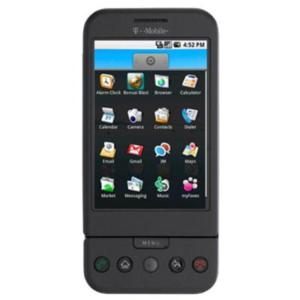 T··Mobile·
4:52 PM
Alarm Clock Bonsai Blast Browser Calculator
Calendar Camera Contacts Dialer
Email Gmail IM Maps
Market Messaging Music myFaves
MENU